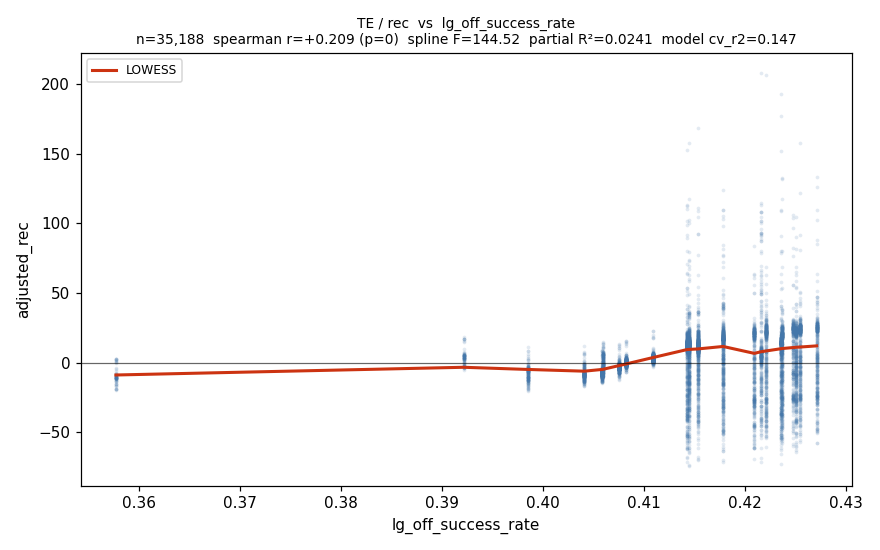 TE / rec  vs  lg_off_success_rate
n=35,188  spearman r=+0.209 (p=0)  spline F=144.52  partial R²=0.0241  model cv_r2=0.147
LOWESS
200
150
100
50
0
−50
adjusted_rec
0.36
0.37
0.38
0.39
0.40
0.41
0.42
0.43
lg_off_success_rate